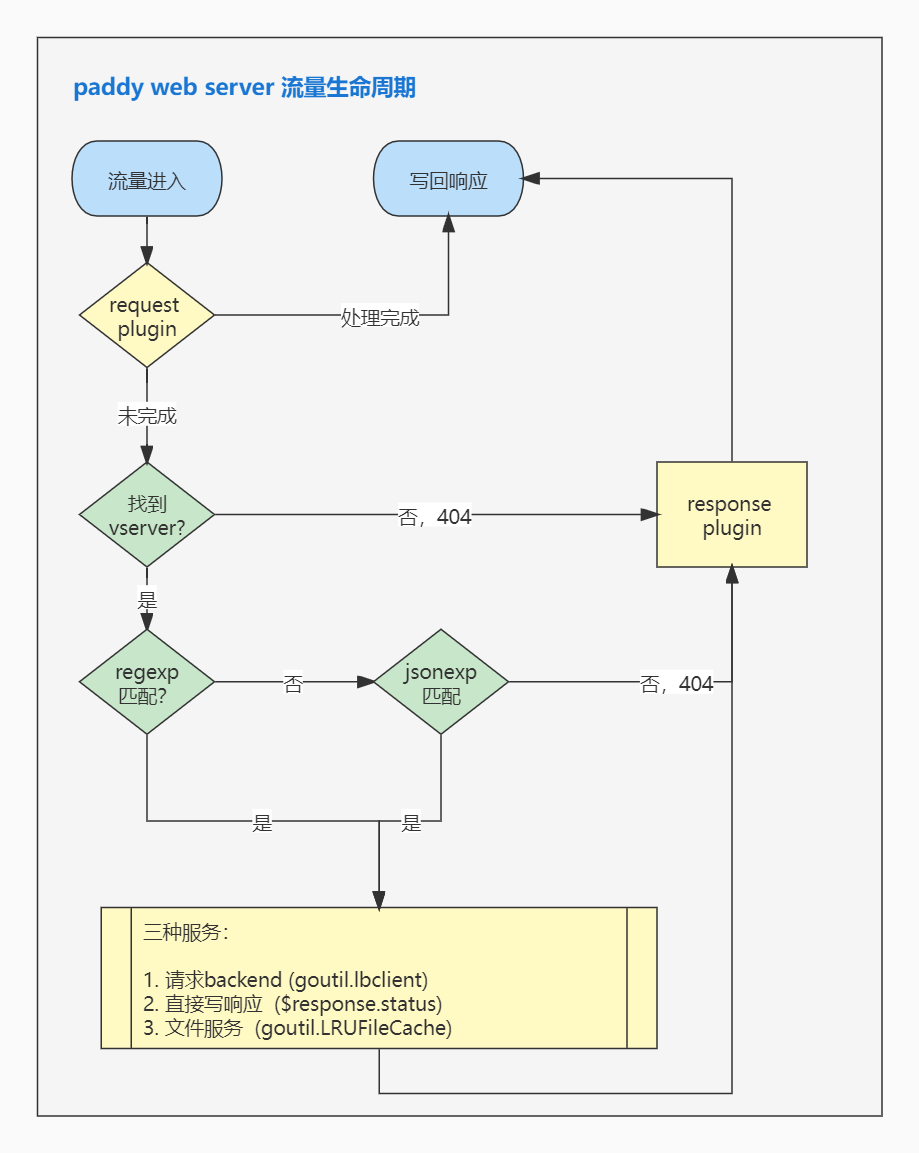 paddy web server 流量生命周期
流量进入
写回响应
request
plugin
处理完成
未完成
找到
vserver?
否，404
response
plugin
是
regexp
匹配?
否
jsonexp
匹配
否，404
是
是
三种服务：
1. 请求backend (goutil.lbclient)
2. 直接写响应 ($response.status)
3. 文件服务 (goutil.LRUFileCache)